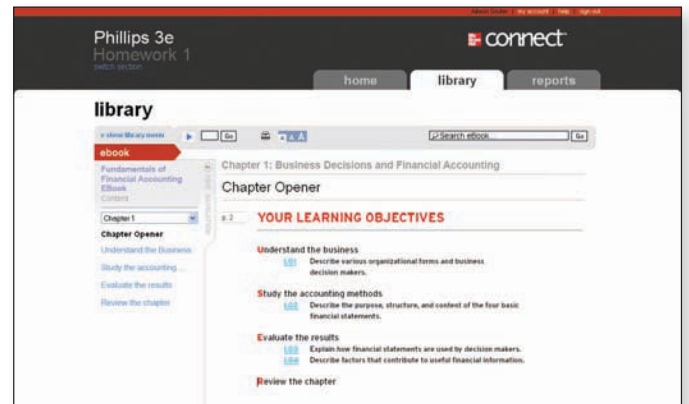 my account | help | sign out
Phillips 3e
Homework 1
switch section
connect
home
library
reports
library
Go
A A A
Search eBook
Go
ebook
Fundamentals of
Financial Accounting
EBook
Content
Chapter 1
Chapter Opener
Understand the Business
Study the accounting ...
Evaluate the results
Review the chapter
Chapter 1: Business Decisions and Financial Accounting
Chapter Opener
p. 2
YOUR LEARNING OBJECTIVES
Understand the business
LO1
Describe various organizational forms and business
decision makers.
Study the accounting methods
LO2
Describe the purpose, structure, and content of the four basic
financial statements.
Evaluate the results
LO3
Explain how financial statements are used by decision makers.
LO4
Describe factors that contribute to useful financial information.
Review the chapter